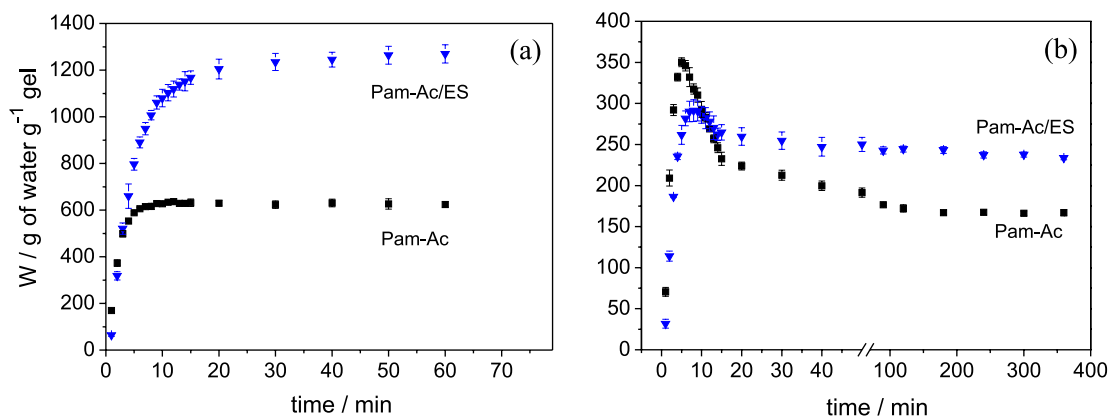 (a)
1400
1200
1000
800
600
400
200
0
W / g of water g⁻¹ gel
Pam-Ac/ES
Pam-Ac
0 10 20 30 40 50 60 70
time / min
(b)
400
350
300
250
200
150
100
50
0
Pam-Ac/ES
Pam-Ac
0 10 20 30 40 100 200 300 400
time / min